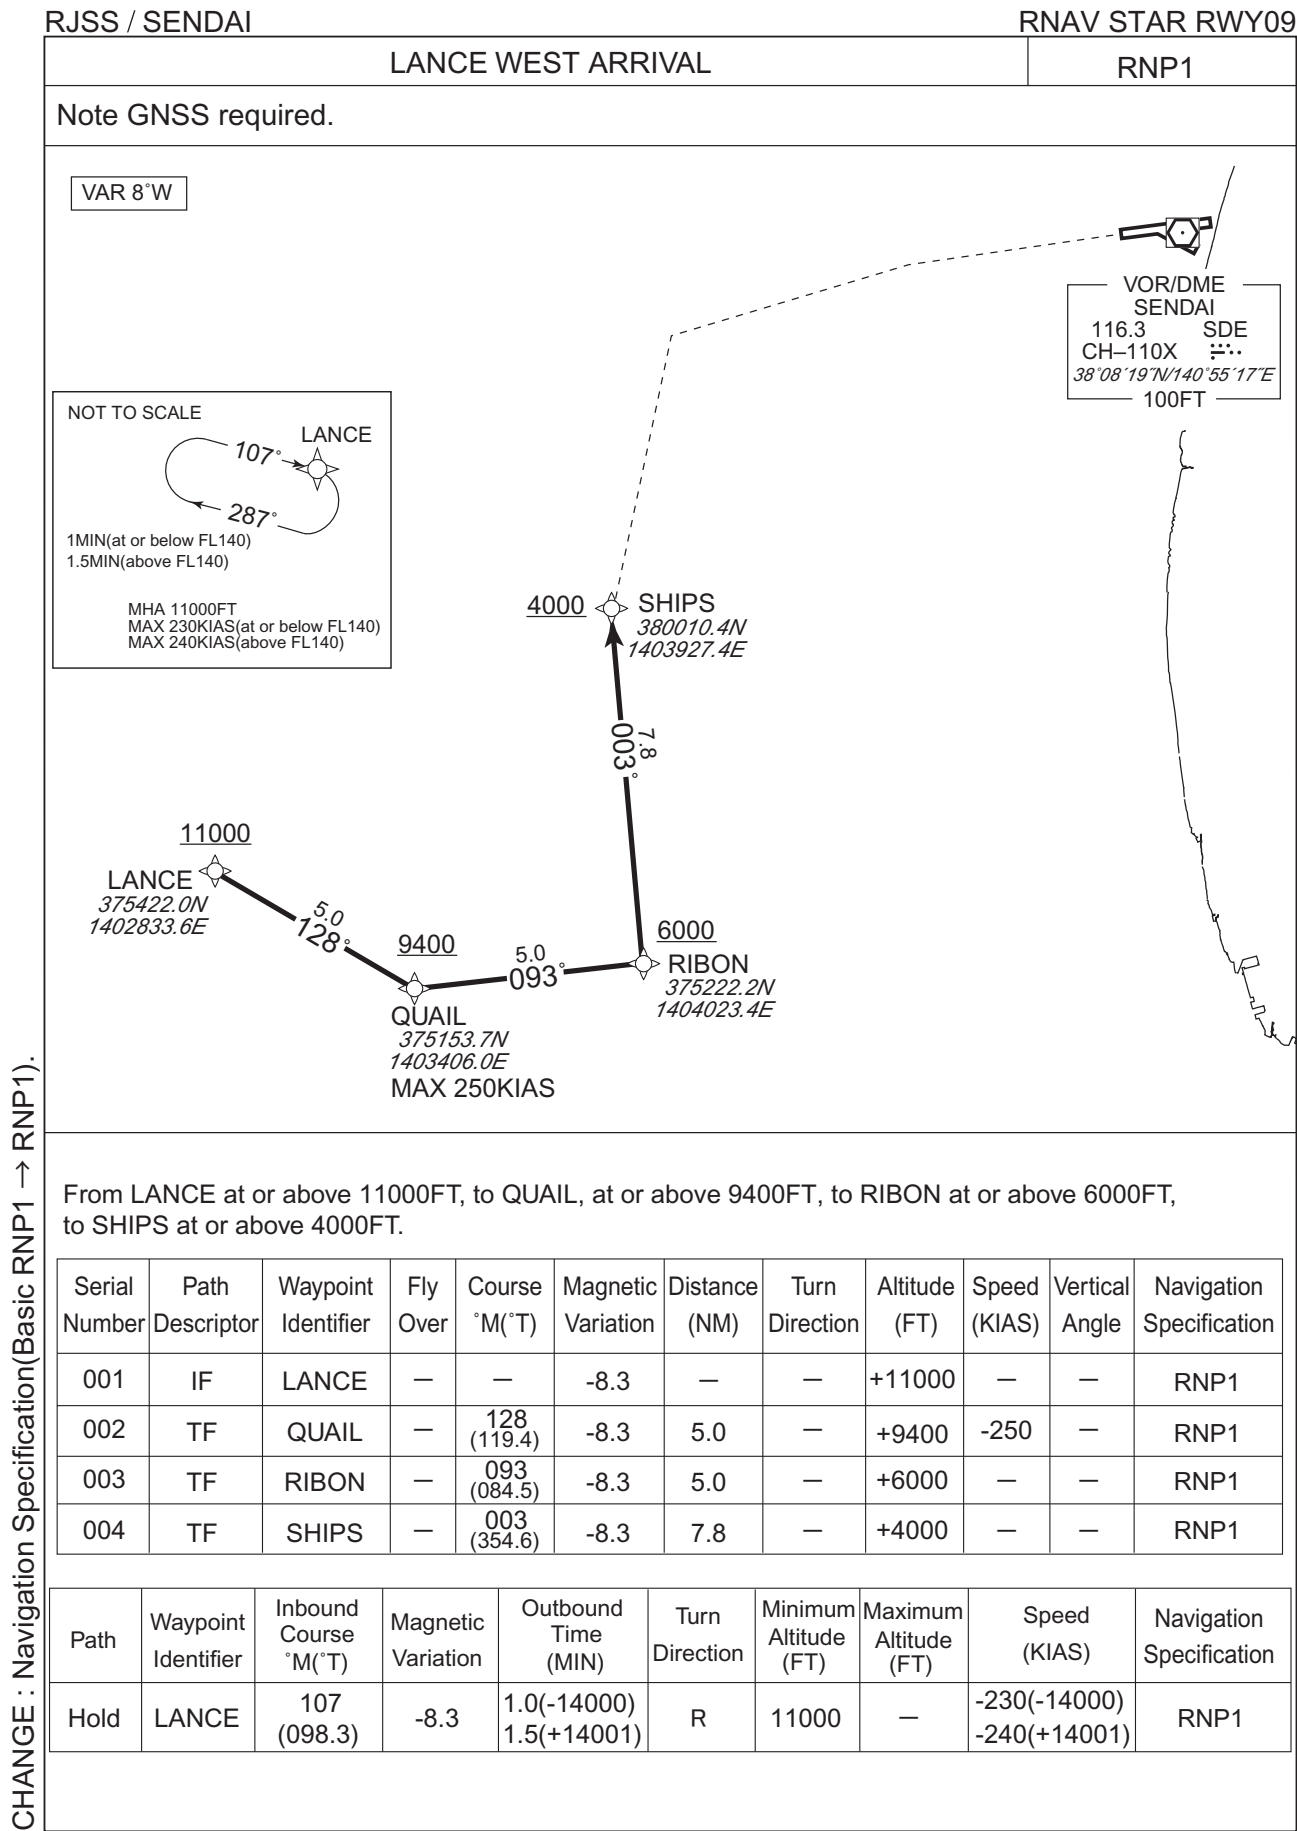 RJSS / SENDAI
RNAV STAR RWY09
LANCE WEST ARRIVAL
RNP1
Note GNSS required.
VAR 8°W
VOR/DME
SENDAI
116.3 SDE
CH–110X
38°08´19˝N/140°55´17˝E
100FT
NOT TO SCALE
LANCE
107°
287°
1MIN(at or below FL140)
1.5MIN(above FL140)
MHA 11000FT
MAX 230KIAS(at or below FL140)
MAX 240KIAS(above FL140)
4000 SHIPS
380010.4N
1403927.4E
7.8
003°
11000
LANCE
375422.0N
1402833.6E
5.0
128°
9400
QUAIL
375153.7N
1403406.0E
MAX 250KIAS
5.0
093°
6000
RIBON
375222.2N
1404023.4E
From LANCE at or above 11000FT, to QUAIL, at or above 9400FT, to RIBON at or above 6000FT,
to SHIPS at or above 4000FT.
Serial Number Path Descriptor Waypoint Identifier Fly Over Course °M(°T) Magnetic Variation Distance (NM) Turn Direction Altitude (FT) Speed (KIAS) Vertical Angle Navigation Specification
001 IF LANCE — — -8.3 — — +11000 — — RNP1
002 TF QUAIL — 128 (119.4) -8.3 5.0 — +9400 -250 — RNP1
003 TF RIBON — 093 (084.5) -8.3 5.0 — +6000 — — RNP1
004 TF SHIPS — 003 (354.6) -8.3 7.8 — +4000 — — RNP1
Path Waypoint Identifier Inbound Course °M(°T) Magnetic Variation Outbound Time (MIN) Turn Direction Minimum Altitude (FT) Maximum Altitude (FT) Speed (KIAS) Navigation Specification
Hold LANCE 107 (098.3) -8.3 1.0(-14000) 1.5(+14001) R 11000 — -230(-14000) -240(+14001) RNP1
CHANGE : Navigation Specification(Basic RNP1 → RNP1).